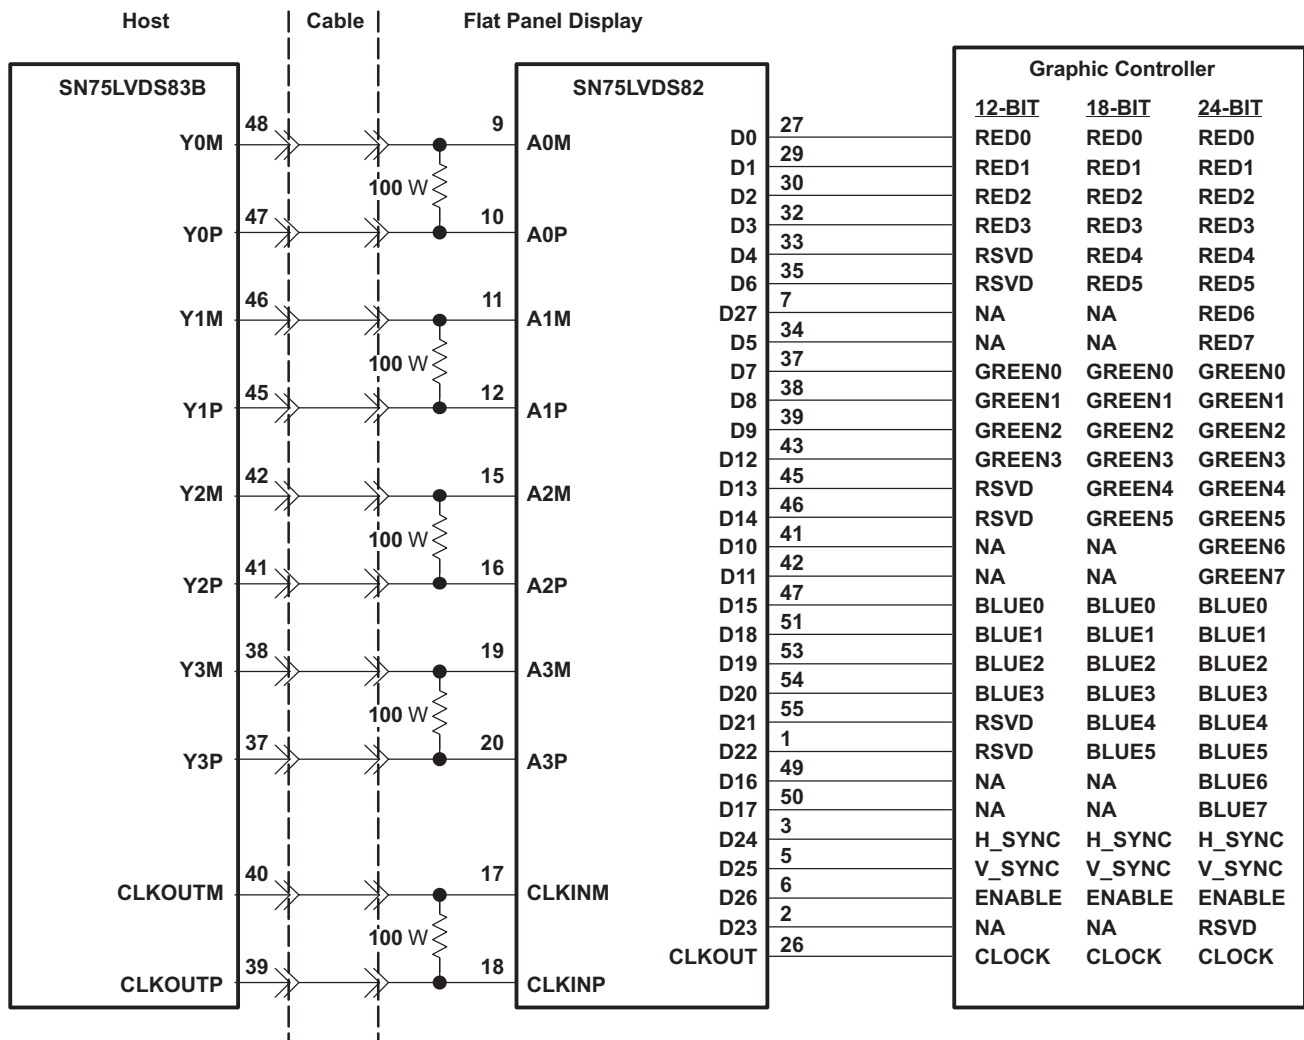 Host Cable Flat Panel Display
SN75LVDS83B
Y0M 48
Y0P 47
Y1M 46
Y1P 45
Y2M 42
Y2P 41
Y3M 38
Y3P 37
CLKOUTM 40
CLKOUTP 39
100 W
100 W
100 W
100 W
100 W
SN75LVDS82
9 A0M
10 A0P
11 A1M
12 A1P
15 A2M
16 A2P
19 A3M
20 A3P
17 CLKINM
18 CLKINP
D0 27
D1 29
D2 30
D3 32
D4 33
D6 35
D27 7
D5 34
D7 37
D8 38
D9 39
D12 43
D13 45
D14 46
D10 41
D11 42
D15 47
D18 51
D19 53
D20 54
D21 55
D22 1
D16 49
D17 50
D24 3
D25 5
D26 6
D23 2
CLKOUT 26
Graphic Controller
12-BIT 18-BIT 24-BIT
RED0 RED0 RED0
RED1 RED1 RED1
RED2 RED2 RED2
RED3 RED3 RED3
RSVD RED4 RED4
RSVD RED5 RED5
NA NA RED6
NA NA RED7
GREEN0 GREEN0 GREEN0
GREEN1 GREEN1 GREEN1
GREEN2 GREEN2 GREEN2
GREEN3 GREEN3 GREEN3
RSVD GREEN4 GREEN4
RSVD GREEN5 GREEN5
NA NA GREEN6
NA NA GREEN7
BLUE0 BLUE0 BLUE0
BLUE1 BLUE1 BLUE1
BLUE2 BLUE2 BLUE2
BLUE3 BLUE3 BLUE3
RSVD BLUE4 BLUE4
RSVD BLUE5 BLUE5
NA NA BLUE6
NA NA BLUE7
H_SYNC H_SYNC H_SYNC
V_SYNC V_SYNC V_SYNC
ENABLE ENABLE ENABLE
NA NA RSVD
CLOCK CLOCK CLOCK